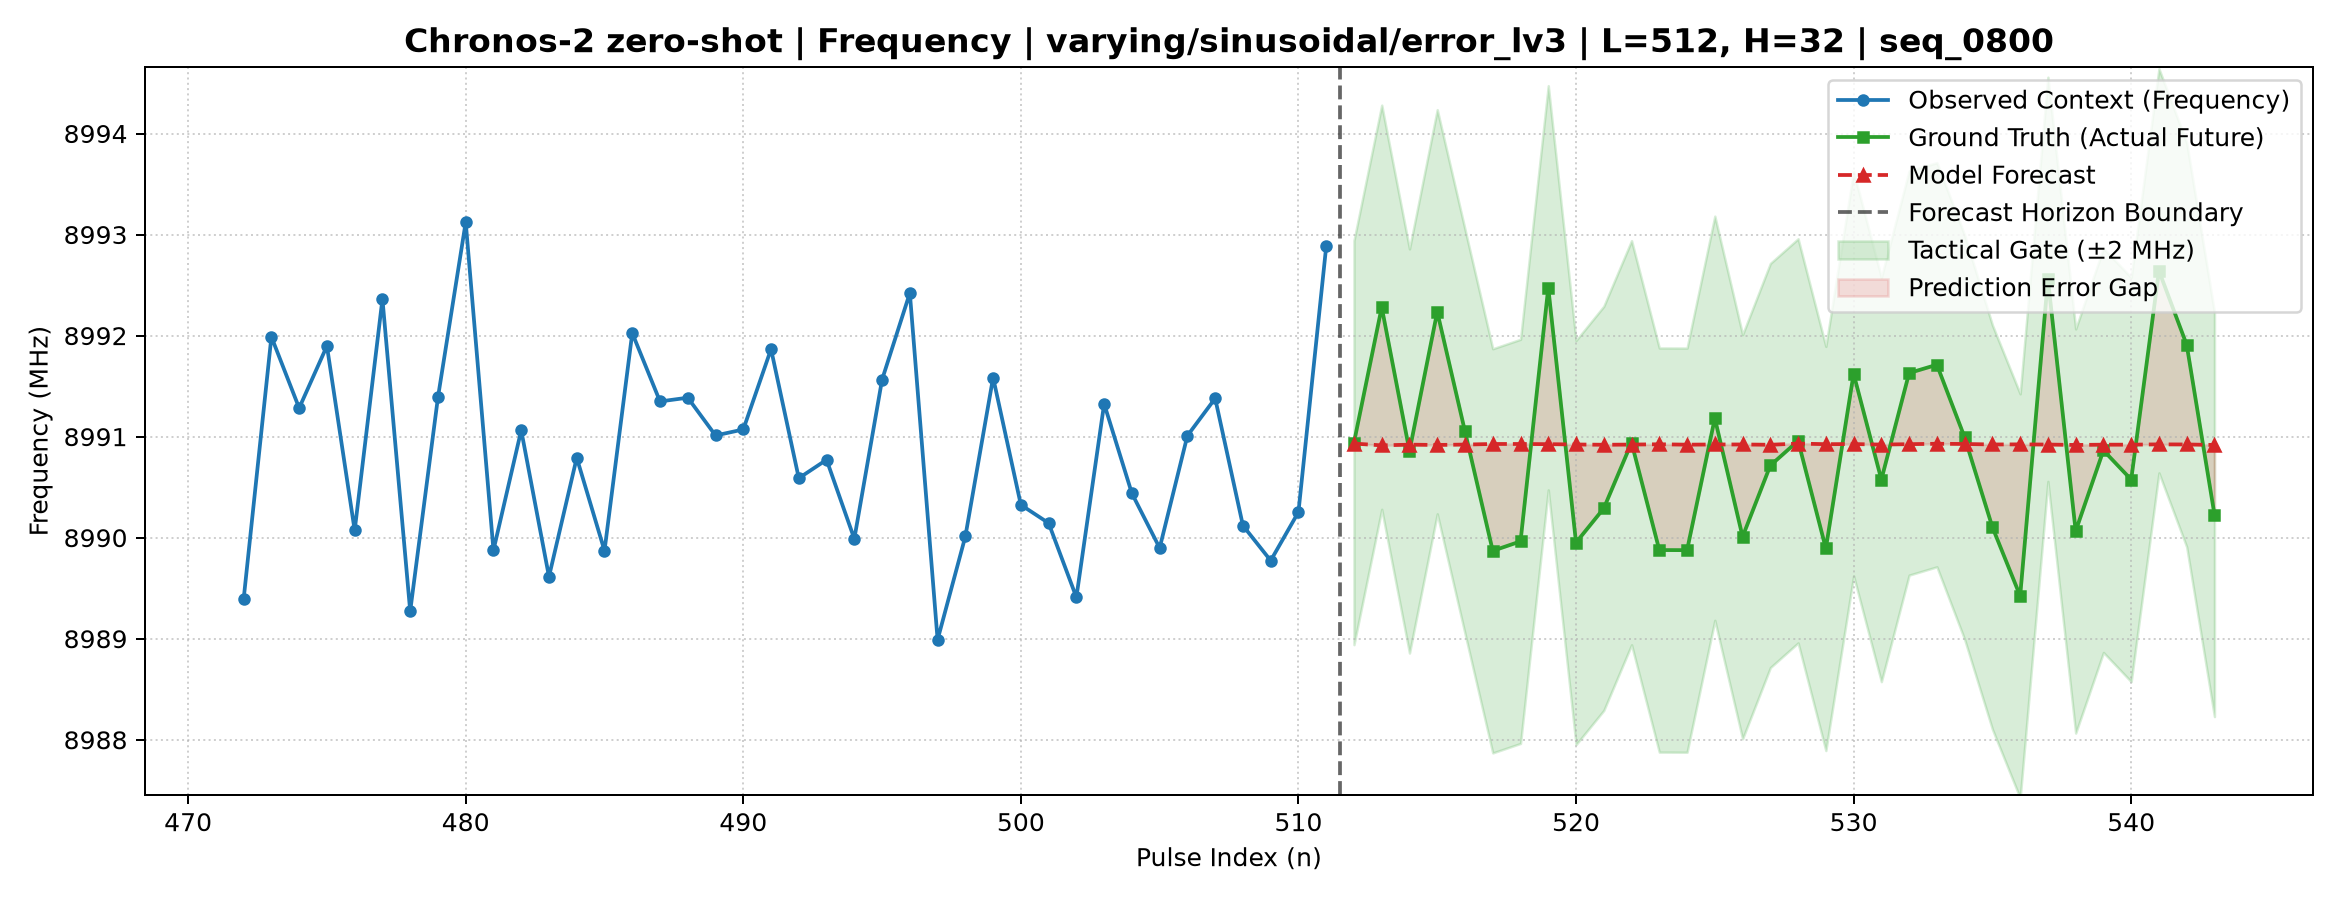 Chronos-2 zero-shot | Frequency | varying/sinusoidal/error_lv3 | L=512, H=32 | seq_0800
Frequency (MHz)
8994
8993
8992
8991
8990
8989
8988
Observed Context (Frequency)
Ground Truth (Actual Future)
Model Forecast
Forecast Horizon Boundary
Tactical Gate (±2 MHz)
Prediction Error Gap
470 480 490 500 510 520 530 540
Pulse Index (n)